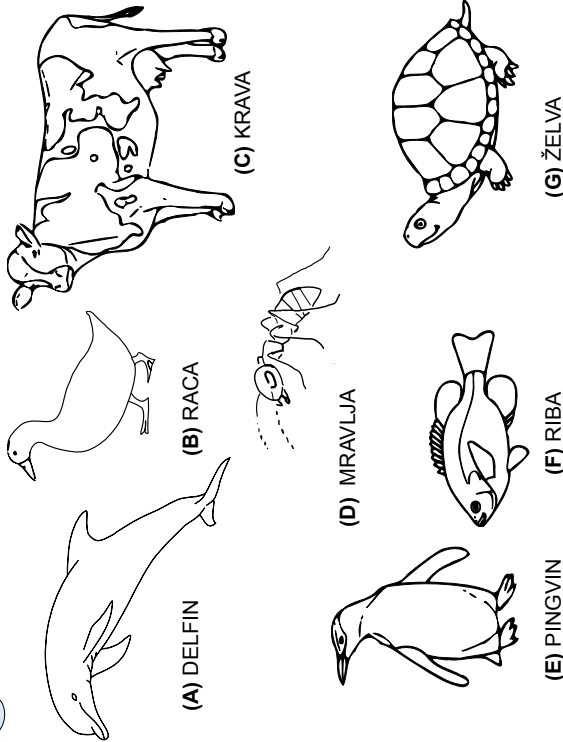 (A) DELFIN
(B) RACA
(C) KRAVA
(D) MRAVLJA
(E) PINGVIN
(F) RIBA
(G) ŽELVA